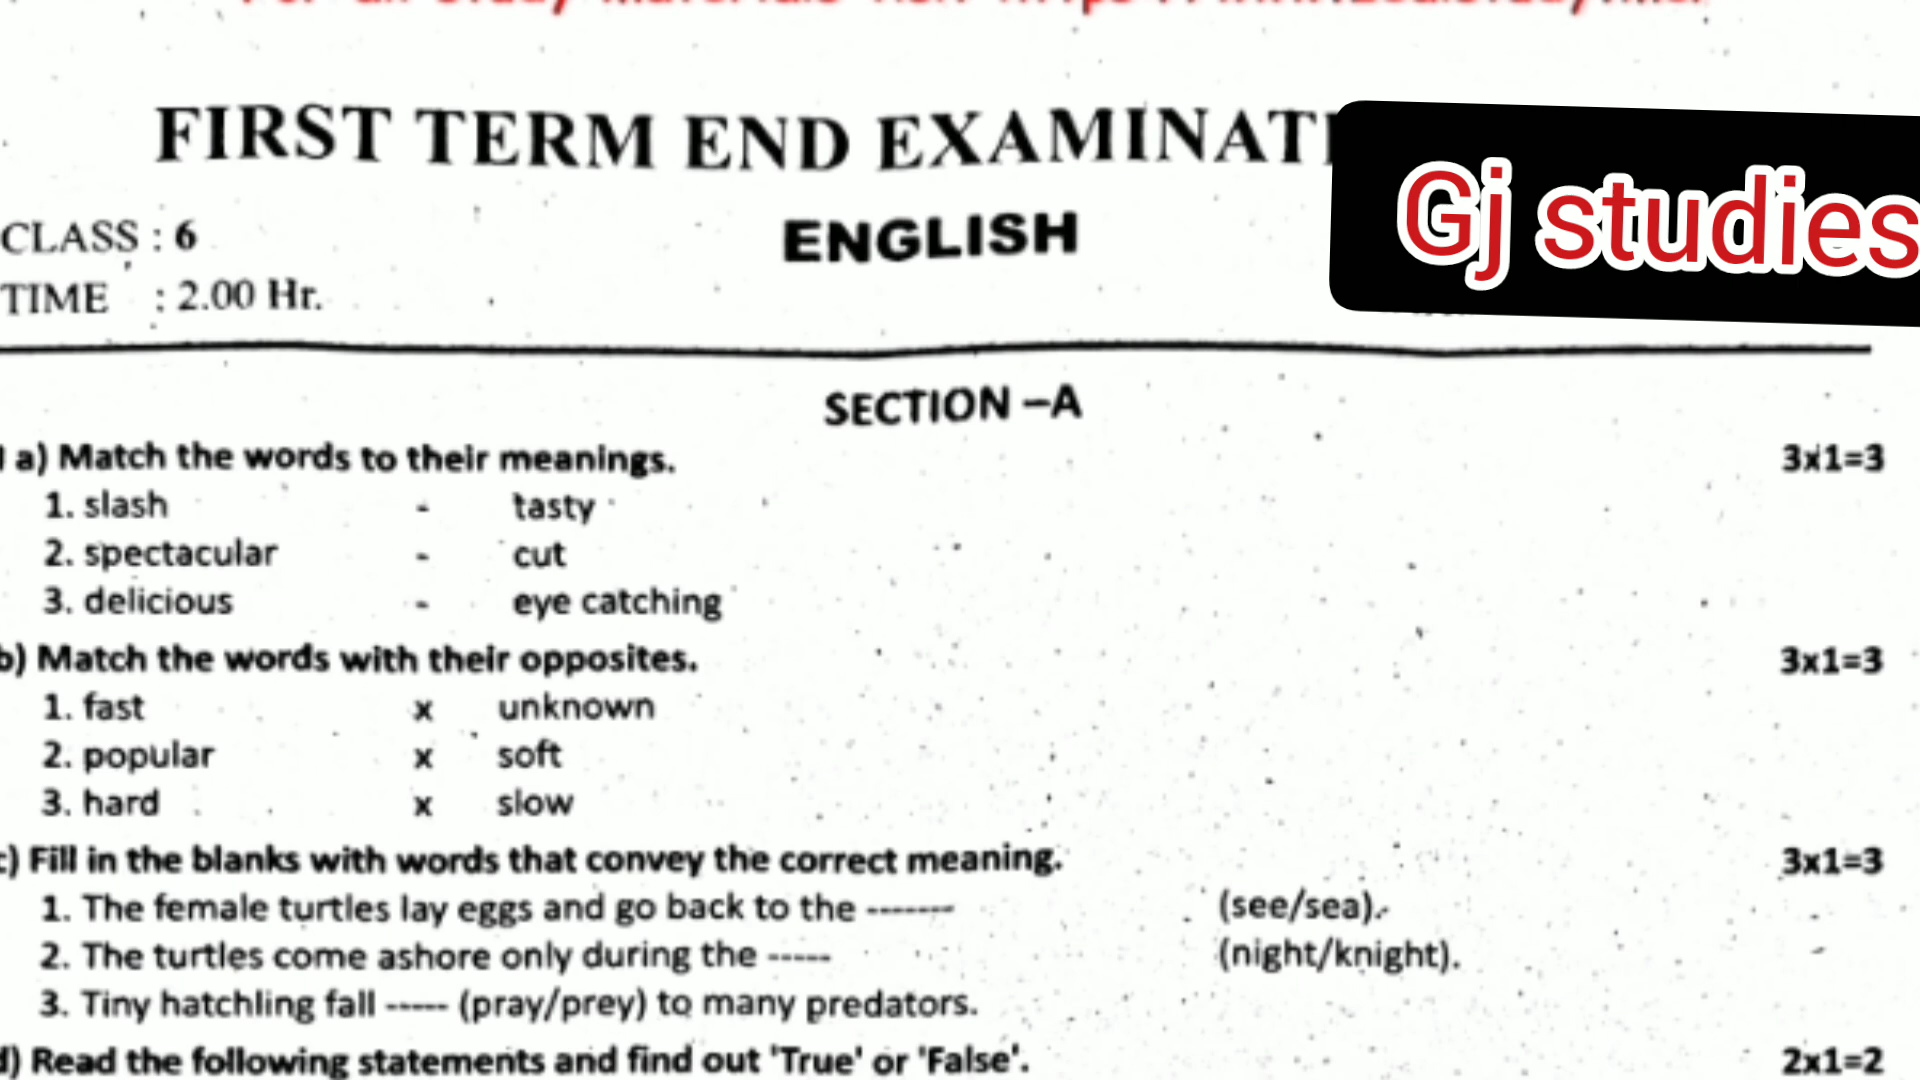 FIRST TERM END EXAMINAT
Gj studies
CLASS : 6
ENGLISH
TIME : 2.00 Hr.
SECTION –A
a) Match the words to their meanings. 3x1=3
1. slash - tasty
2. spectacular - cut
3. delicious - eye catching
b) Match the words with their opposites. 3x1=3
1. fast x unknown
2. popular x soft
3. hard x slow
c) Fill in the blanks with words that convey the correct meaning. 3x1=3
1. The female turtles lay eggs and go back to the ------- (see/sea).
2. The turtles come ashore only during the ----- (night/knight).
3. Tiny hatchling fall ----- (pray/prey) to many predators.
d) Read the following statements and find out 'True' or 'False'. 2x1=2